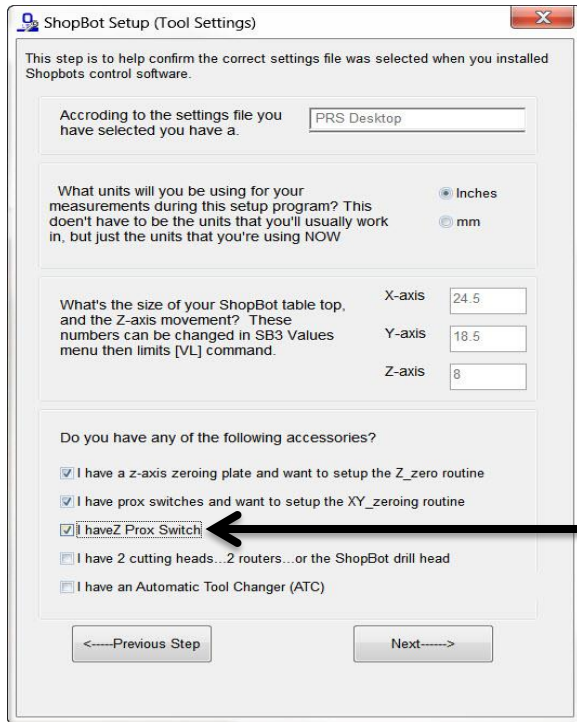 ShopBot Setup (Tool Settings)
This step is to help confirm the correct settings file was selected when you installed
Shopbots control software.
Accroding to the settings file you
have selected you have a.
PRS Desktop
What units will you be using for your
measurements during this setup program? This
doen't have to be the units that you'll usually work
in, but just the units that you're using NOW
Inches
mm
What's the size of your ShopBot table top,
and the Z-axis movement? These
numbers can be changed in SB3 Values
menu then limits [VL] command.
X-axis 24.5
Y-axis 18.5
Z-axis 8
Do you have any of the following accessories?
I have a z-axis zeroing plate and want to setup the Z_zero routine
I have prox switches and want to setup the XY_zeroing routine
I haveZ Prox Switch
I have 2 cutting heads...2 routers...or the ShopBot drill head
I have an Automatic Tool Changer (ATC)
<-----Previous Step
Next------>